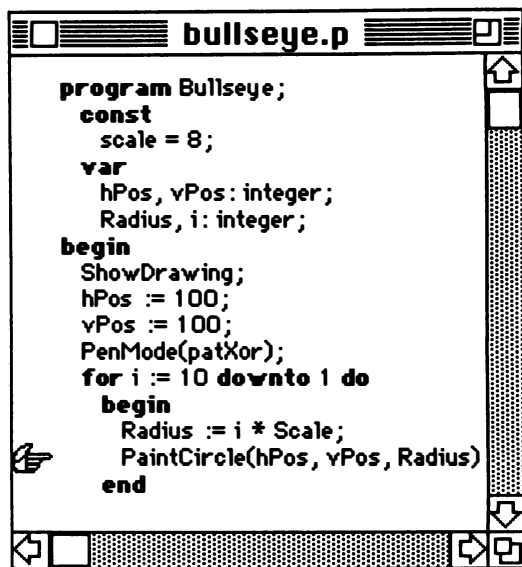 bullseye.p
program Bullseye;
const
scale = 8;
var
hPos, vPos: integer;
Radius, i: integer;
begin
ShowDrawing;
hPos := 100;
vPos := 100;
PenMode(patXor);
for i := 10 downto 1 do
begin
Radius := i * Scale;
PaintCircle(hPos, vPos, Radius)
end